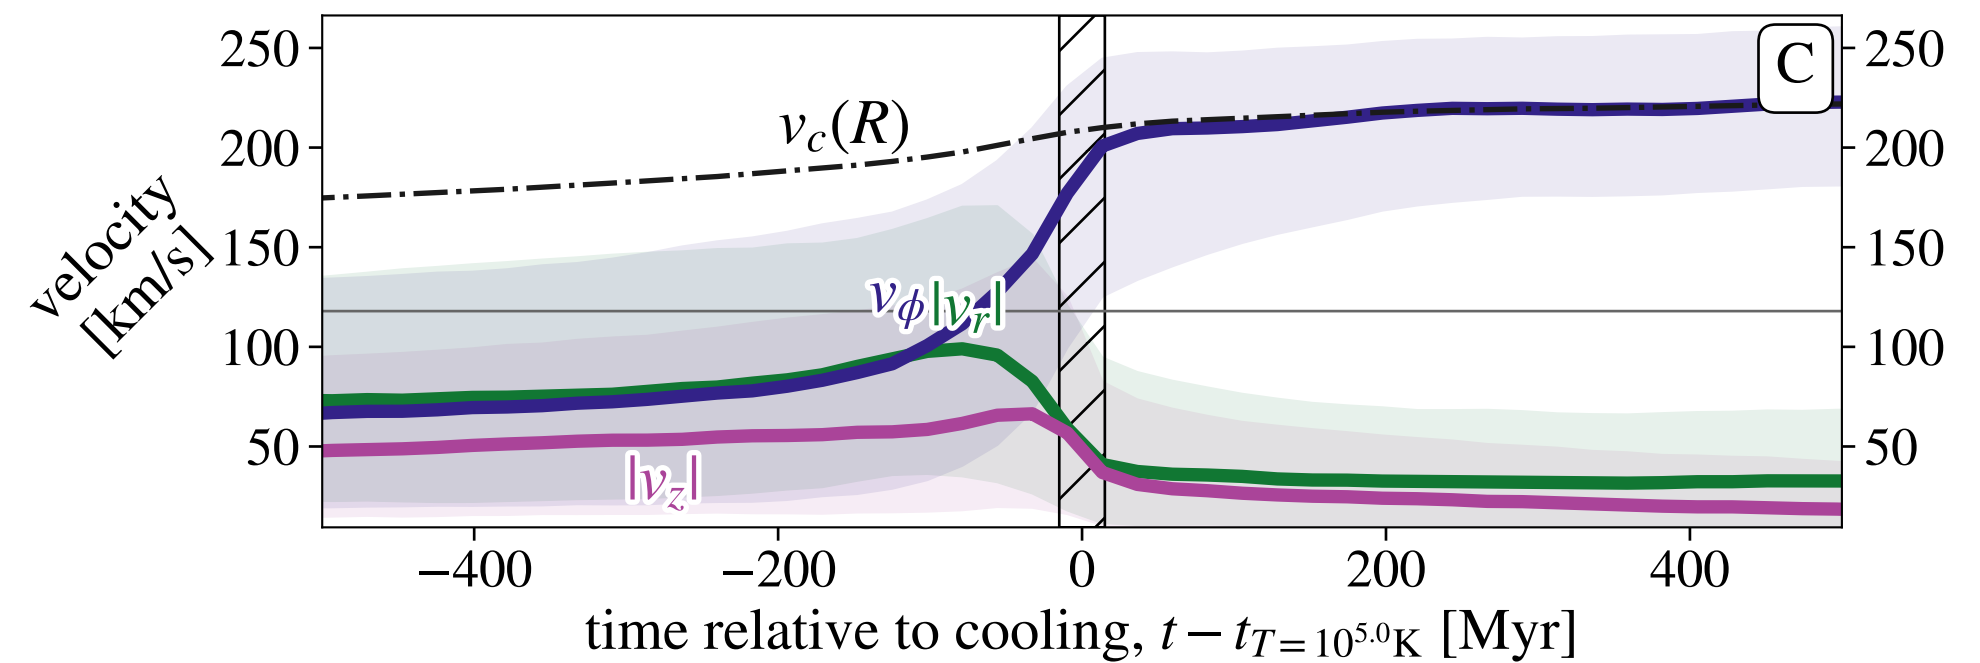 C
250
200
150
100
50
250
200
150
100
50
velocity
[km/s]
v_c(R)
v_ϕ |v_r|
|v_z|
−400 −200 0 200 400
time relative to cooling, t − t_{T = 10^{5.0}K} [Myr]